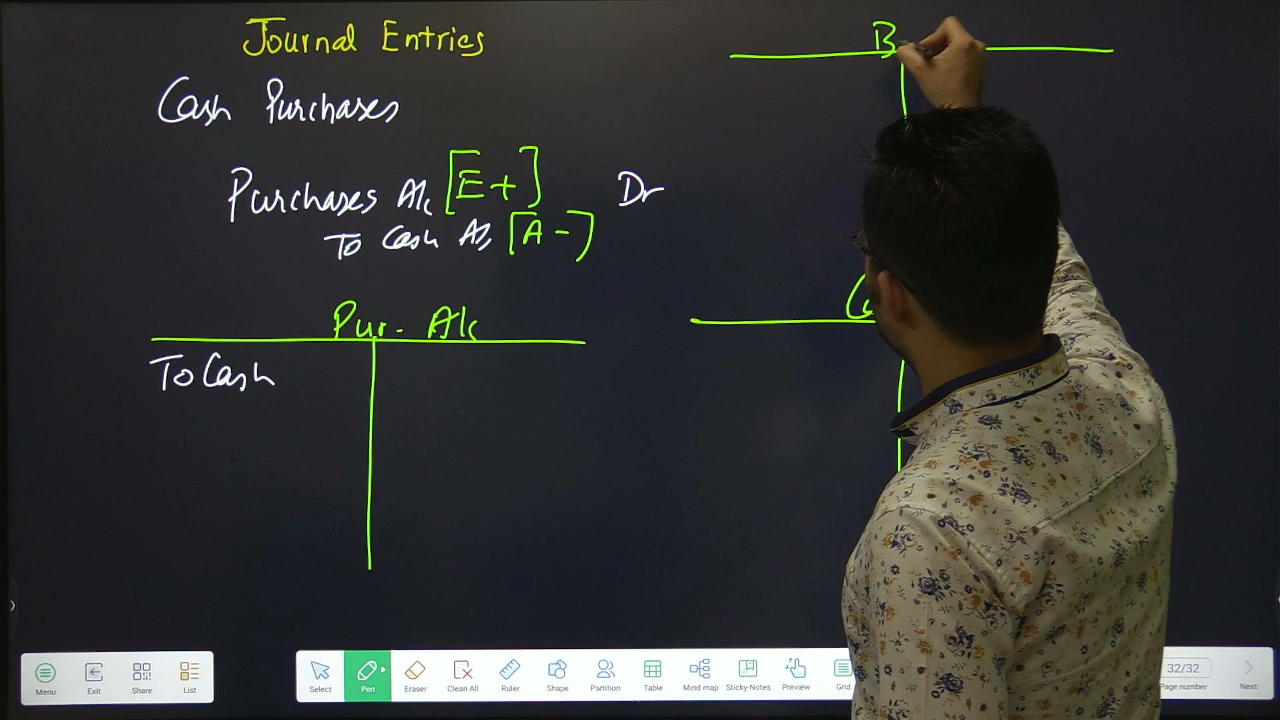 Journal Entries
Cash Purchases
Purchases A/c [E+] Dr
To Cash A/c [A-]
Pur. A/c
To Cash
B
Menu Exit Share List Select Pen Eraser Clean All Ruler Shape Partition Table Mind map Sticky-Notes Preview Grid 32/32 Page number Next